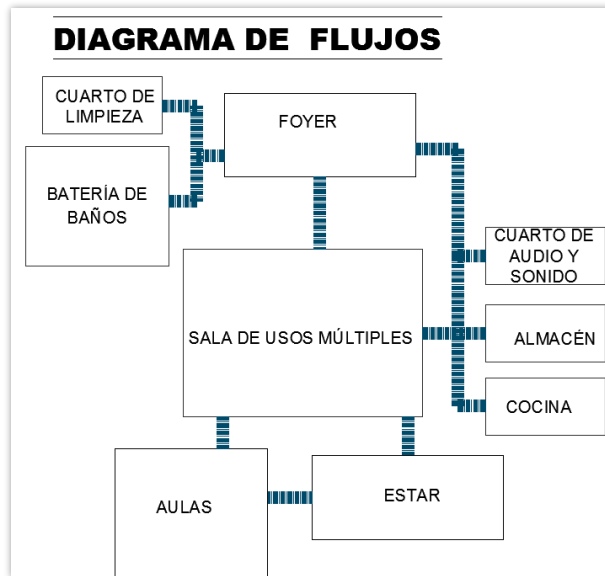 DIAGRAMA DE FLUJOS
CUARTO DE
LIMPIEZA
FOYER
BATERÍA DE
BAÑOS
CUARTO DE
AUDIO Y
SONIDO
SALA DE USOS MÚLTIPLES
ALMACÉN
COCINA
AULAS
ESTAR